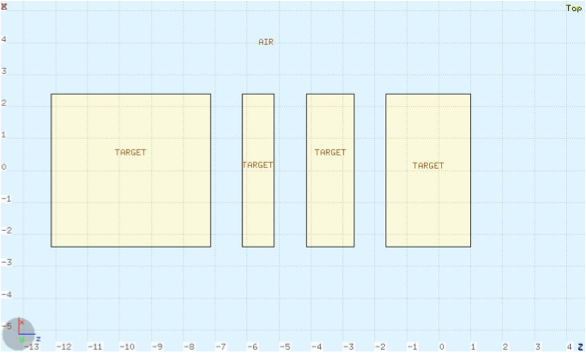 x
Top
4
AIR
3
2
1
TARGET
TARGET
0
TARGET
TARGET
-1
-2
-3
-4
-5
x
y
z
-13 -12 -11 -10 -9 -8 -7 -6 -5 -4 -3 -2 -1 0 1 2 3 4 z